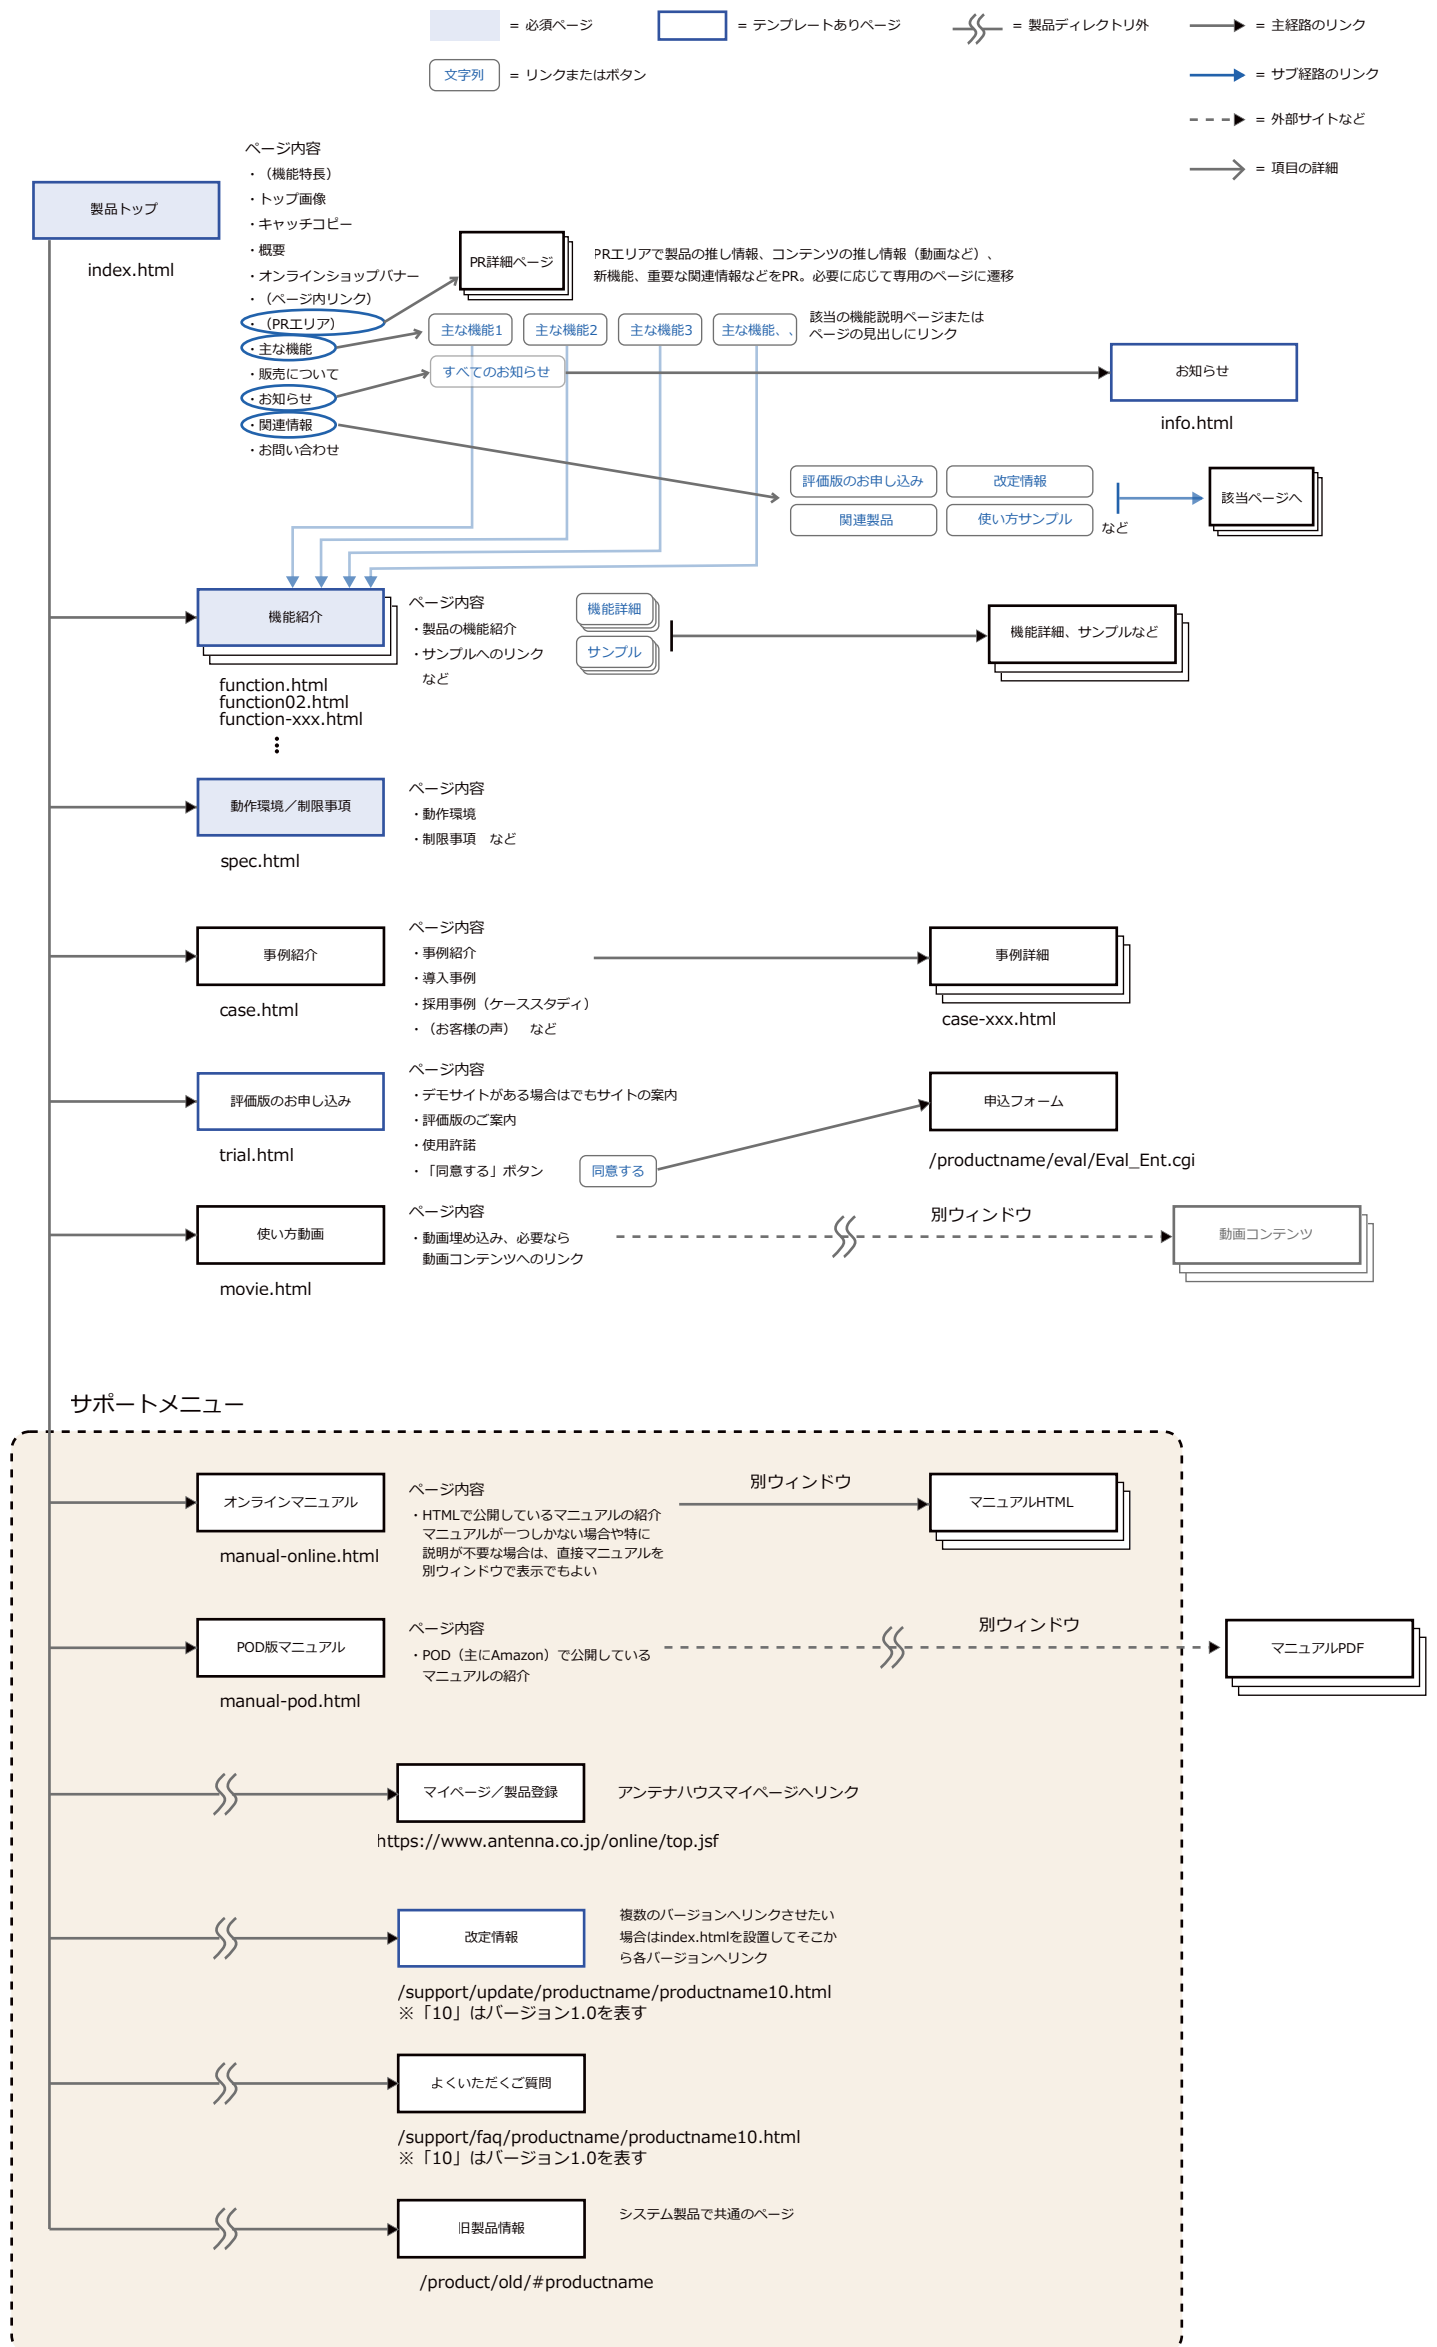 = 必須ページ
= テンプレートありページ
= 製品ディレクトリ外
= 主経路のリンク
文字列
= リンクまたはボタン
= サブ経路のリンク
= 外部サイトなど
= 項目の詳細
製品トップ
index.html
ページ内容
・（機能特長）
・トップ画像
・キャッチコピー
・概要
・オンラインショップバナー
・（ページ内リンク）
・（PRエリア）
・主な機能
・販売について
・お知らせ
・関連情報
・お問い合わせ
PR詳細ページ
PRエリアで製品の推し情報、コンテンツの推し情報（動画など）、
新機能、重要な関連情報などをPR。必要に応じて専用のページに遷移
主な機能1
主な機能2
主な機能3
主な機能、、
該当の機能説明ページまたは
ページの見出しにリンク
すべてのお知らせ
お知らせ
info.html
評価版のお申し込み
改定情報
関連製品
使い方サンプル
など
該当ページへ
機能紹介
function.html
function02.html
function-xxx.html
ページ内容
・製品の機能紹介
・サンプルへのリンク
など
機能詳細
サンプル
機能詳細、サンプルなど
動作環境／制限事項
spec.html
ページ内容
・動作環境
・制限事項　など
事例紹介
case.html
ページ内容
・事例紹介
・導入事例
・採用事例（ケーススタディ）
・（お客様の声）　など
事例詳細
case-xxx.html
評価版のお申し込み
trial.html
ページ内容
・デモサイトがある場合はでもサイトの案内
・評価版のご案内
・使用許諾
・「同意する」ボタン
同意する
申込フォーム
/productname/eval/Eval_Ent.cgi
使い方動画
movie.html
ページ内容
・動画埋め込み、必要なら
動画コンテンツへのリンク
別ウィンドウ
動画コンテンツ
サポートメニュー
オンラインマニュアル
manual-online.html
ページ内容
・HTMLで公開しているマニュアルの紹介
マニュアルが一つしかない場合や特に
説明が不要な場合は、直接マニュアルを
別ウィンドウで表示でもよい
別ウィンドウ
マニュアルHTML
POD版マニュアル
manual-pod.html
ページ内容
・POD（主にAmazon）で公開している
マニュアルの紹介
別ウィンドウ
マニュアルPDF
マイページ／製品登録
アンテナハウスマイページへリンク
https://www.antenna.co.jp/online/top.jsf
改定情報
複数のバージョンへリンクさせたい
場合はindex.htmlを設置してそこか
ら各バージョンへリンク
/support/update/productname/productname10.html
※「10」はバージョン1.0を表す
よくいただくご質問
/support/faq/productname/productname10.html
※「10」はバージョン1.0を表す
旧製品情報
システム製品で共通のページ
/product/old/#productname